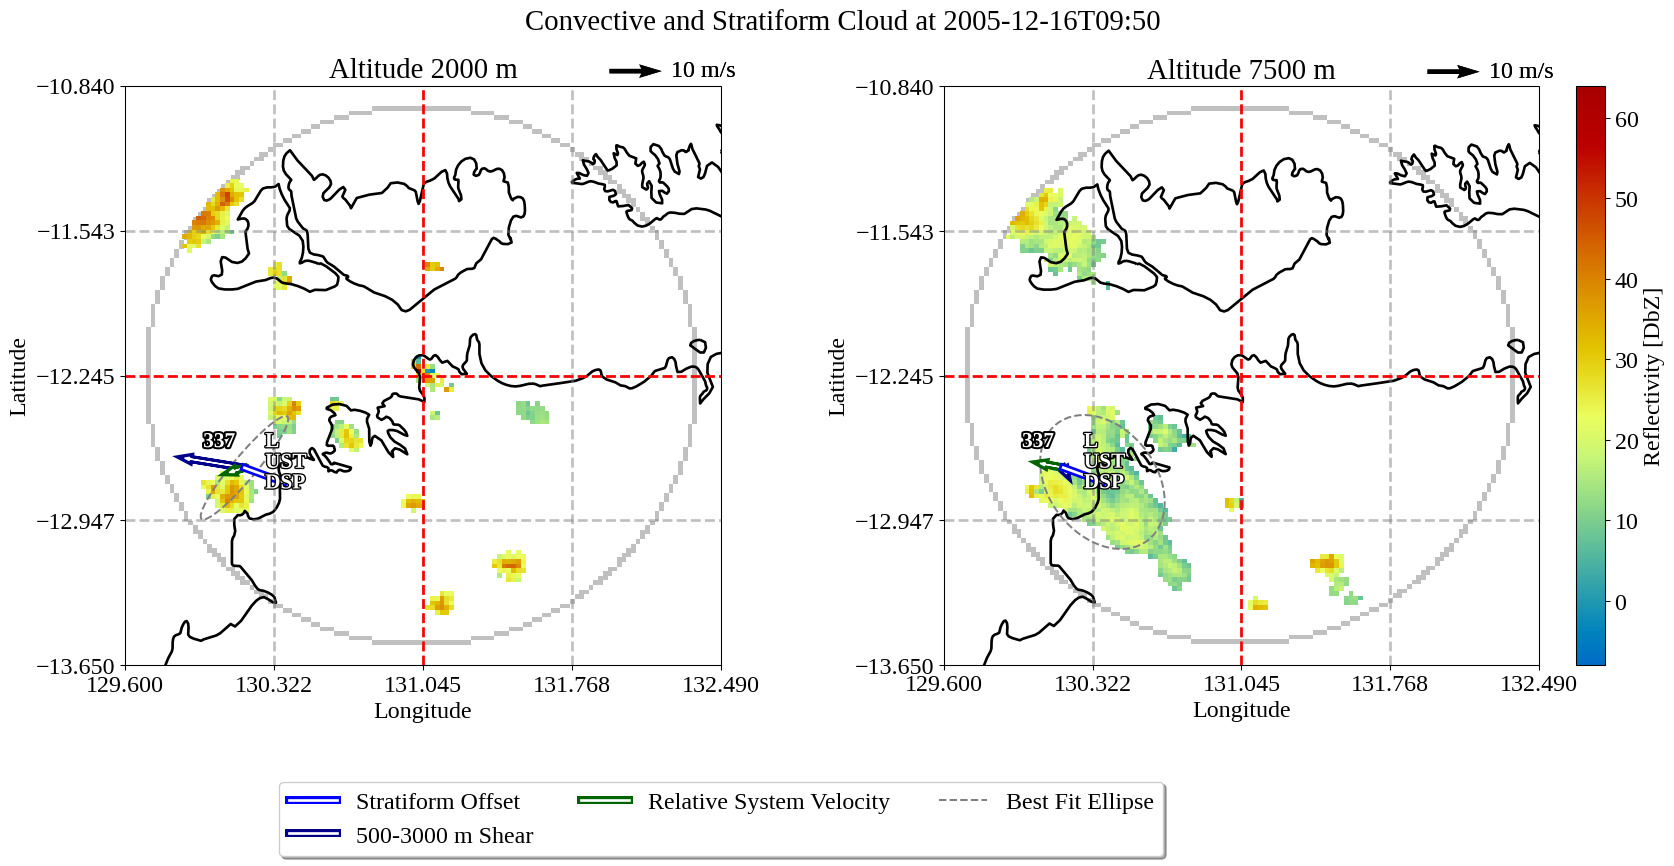 Convective and Stratiform Cloud at 2005-12-16T09:50
Altitude 2000 m
10 m/s
−10.840
−11.543
−12.245
−12.947
−13.650
Latitude
337
L
UST
DSP
129.600
130.322
131.045
131.768
132.490
Longitude
Altitude 7500 m
10 m/s
−10.840
−11.543
−12.245
−12.947
−13.650
Latitude
337
L
UST
DSP
129.600
130.322
131.045
131.768
132.490
Longitude
60
50
40
30
20
10
0
Reflectivity [DbZ]
Stratiform Offset
500-3000 m Shear
Relative System Velocity
Best Fit Ellipse